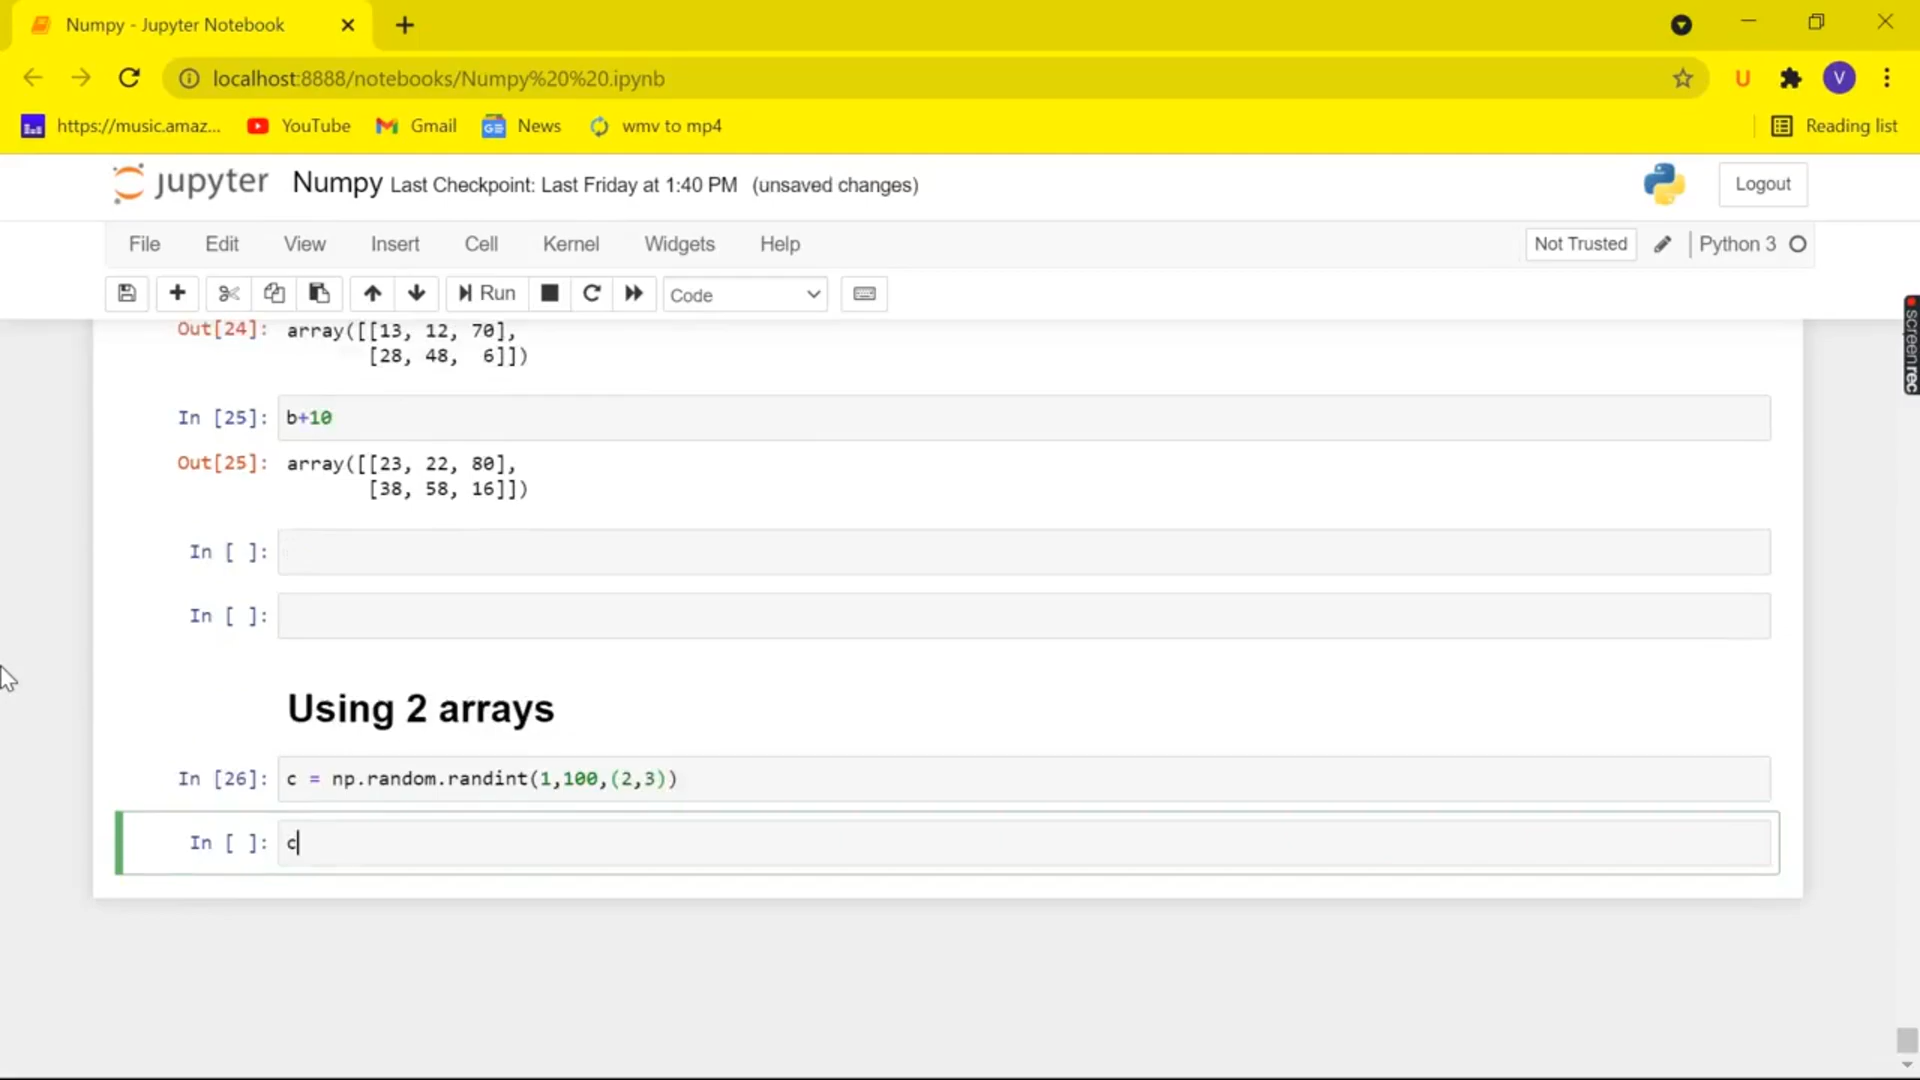 Numpy - Jupyter Notebook
localhost:8888/notebooks/Numpy%20%20.ipynb
U
V
https://music.amaz...
YouTube
Gmail
News
wmv to mp4
Reading list
jupyter
Numpy Last Checkpoint: Last Friday at 1:40 PM (unsaved changes)
Logout
File Edit View Insert Cell Kernel Widgets Help
Not Trusted
Python 3
Run
Code
screenrec
Out[24]: array([[13, 12, 70],
[28, 48, 6]])
In [25]: b+10
Out[25]: array([[23, 22, 80],
[38, 58, 16]])
In [ ]:
In [ ]:
Using 2 arrays
In [26]: c = np.random.randint(1,100,(2,3))
In [ ]: c